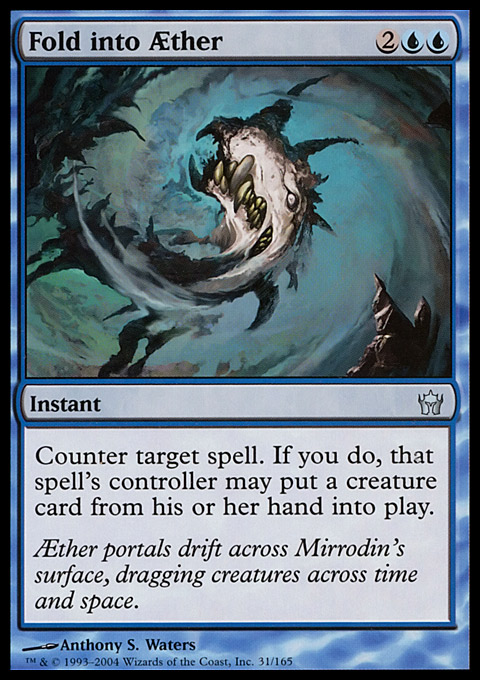 Fold into Æther 2
Instant
Counter target spell. If you do, that
spell's controller may put a creature
card from his or her hand into play.
Æther portals drift across Mirrodin's
surface, dragging creatures across time
and space.
Anthony S. Waters
™ & © 1993–2004 Wizards of the Coast, Inc. 31/165